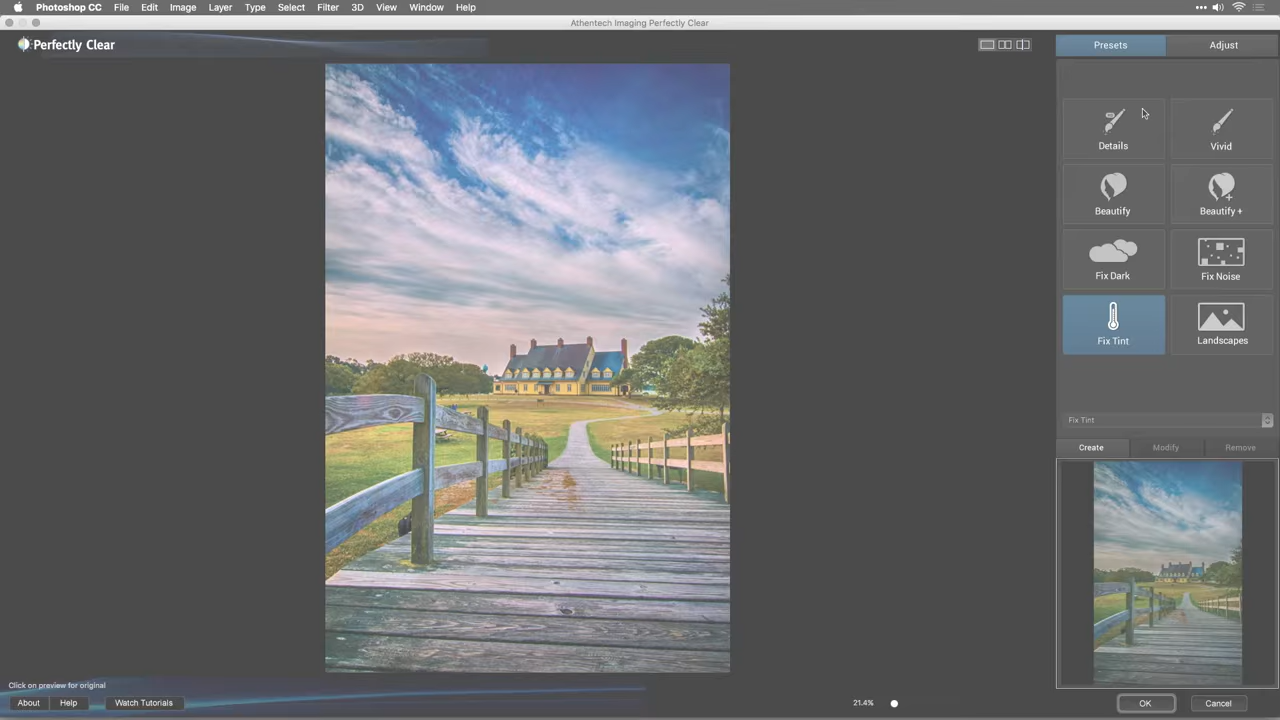 Photoshop CC File Edit Image Layer Type Select Filter 3D View Window Help
Athentech Imaging Perfectly Clear
Perfectly Clear
Presets Adjust
Details Vivid
Beautify Beautify +
Fix Dark Fix Noise
Fix Tint Landscapes
Fix Tint
Create Modify Remove
Click on preview for original
About Help Watch Tutorials 21.4% OK Cancel